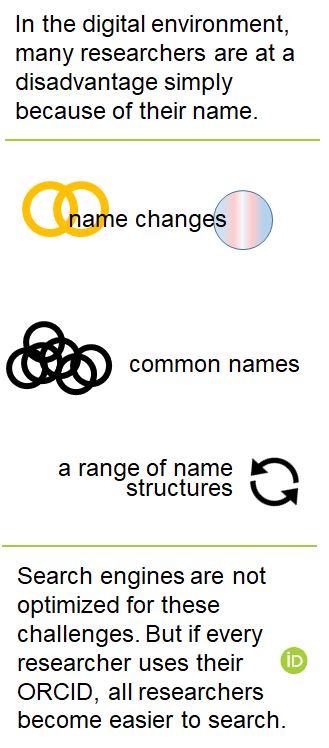 In the digital environment,
many researchers are at a
disadvantage simply
because of their name.
name changes
common names
a range of name
structures
Search engines are not
optimized for these
challenges. But if every
researcher uses their
iD
ORCID, all researchers
become easier to search.